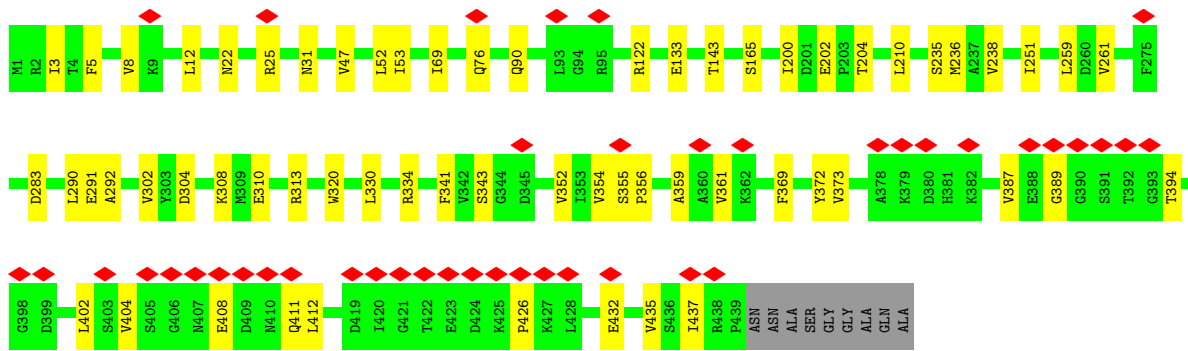 M1 R2 I3 T4 F5 V8 K9 L12 N22 R25 N31 V47 L52 I53 I69 Q76 Q90 L93 G94 R95 R122 E133 T143 S165 I200 D201 E202 P203 T204 L210 S235 M236 A237 V238 I251 L259 D260 V261 F275
D283 L290 E291 A292 V302 Y303 D304 K308 M309 E310 R313 W320 L330 R334 F341 V342 S343 G344 D345 V352 I353 V354 S355 P356 A359 A360 V361 K362 F369 Y372 V373 A378 K379 D380 H381 K382 V387 E388 G389 G390 S391 T392 G393 T394
G398 D399 L402 S403 V404 S405 G406 N407 E408 D409 N410 Q411 L412 D419 I420 G421 T422 E423 D424 K425 P426 K427 L428 E432 V435 S436 I437 R438 P439 ASN ASN ALA SER GLY GLY ALA GLN ALA